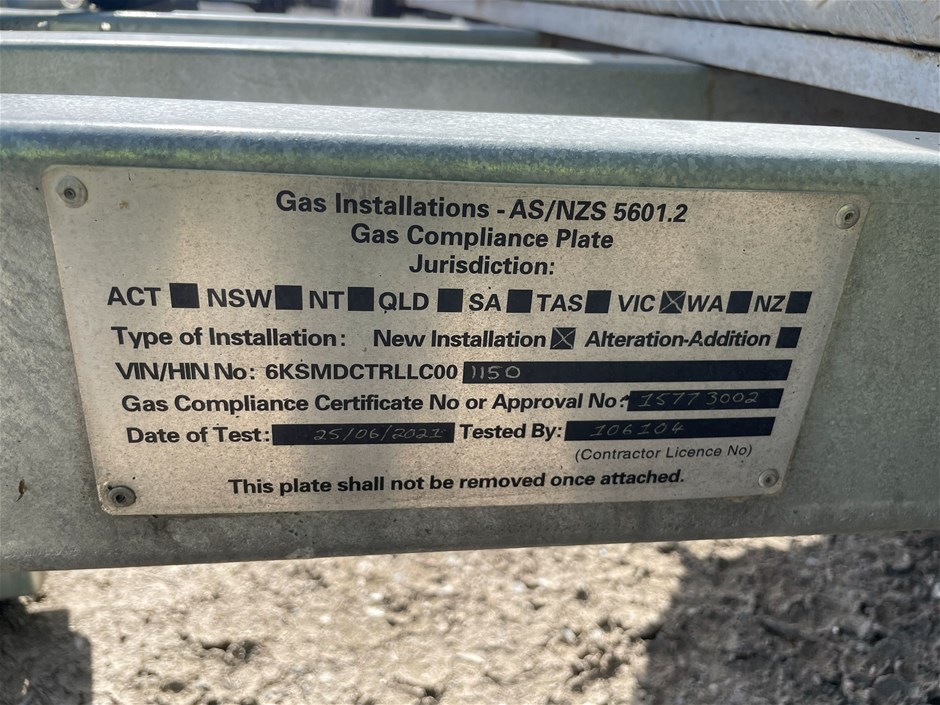 Gas Installations - AS/NZS 5601.2
Gas Compliance Plate
Jurisdiction:
ACT NSW NT QLD SA TAS VIC WA NZ
Type of Installation: New Installation Alteration-Addition
VIN/HIN No: 6KSMDCTRLLC00 1150
Gas Compliance Certificate No or Approval No: 15773002
Date of Test: 25/06/2021 Tested By: 106104
(Contractor Licence No)
This plate shall not be removed once attached.